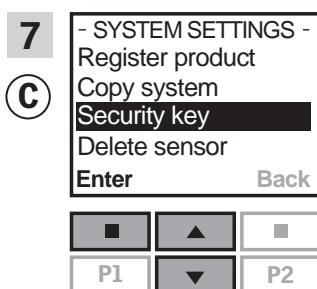 7
C
- SYSTEM SETTINGS -
Register product
Copy system
Security key
Delete sensor
Enter Back
P1 P2